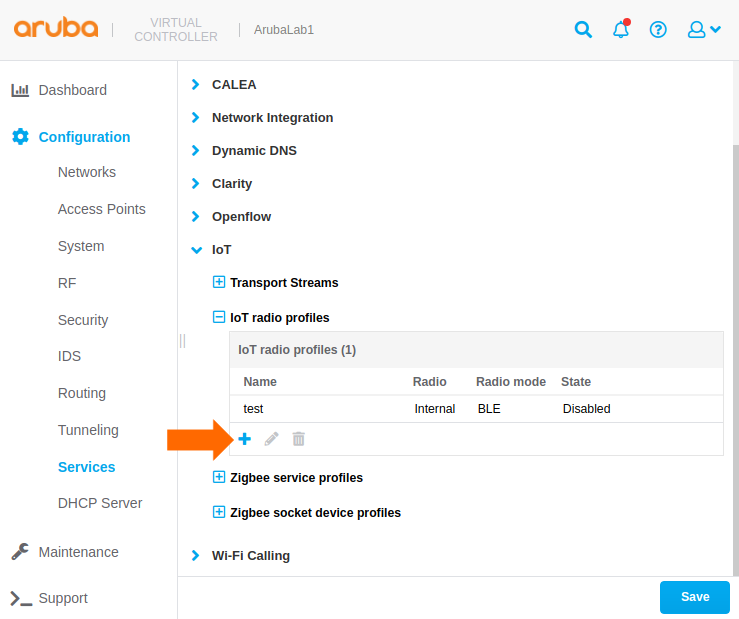 aruba
VIRTUAL
CONTROLLER
ArubaLab1
Dashboard
Configuration
Networks
Access Points
System
RF
Security
IDS
Routing
Tunneling
Services
DHCP Server
Maintenance
Support
CALEA
Network Integration
Dynamic DNS
Clarity
Openflow
IoT
Transport Streams
IoT radio profiles
IoT radio profiles (1)
Name Radio Radio mode State
test Internal BLE Disabled
Zigbee service profiles
Zigbee socket device profiles
Wi-Fi Calling
Save